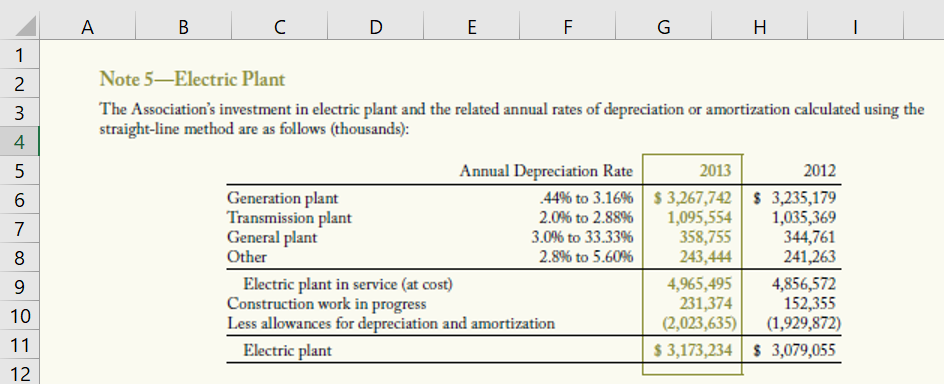 A B C D E F G H I
1
2 Note 5—Electric Plant
3 The Association's investment in electric plant and the related annual rates of depreciation or amortization calculated using the
4 straight-line method are as follows (thousands):
5 Annual Depreciation Rate 2013 2012
6 Generation plant .44% to 3.16% $ 3,267,742 $ 3,235,179
Transmission plant 2.0% to 2.88% 1,095,554 1,035,369
7 General plant 3.0% to 33.33% 358,755 344,761
8 Other 2.8% to 5.60% 243,444 241,263
9 Electric plant in service (at cost) 4,965,495 4,856,572
Construction work in progress 231,374 152,355
10 Less allowances for depreciation and amortization (2,023,635) (1,929,872)
11 Electric plant $ 3,173,234 $ 3,079,055
12